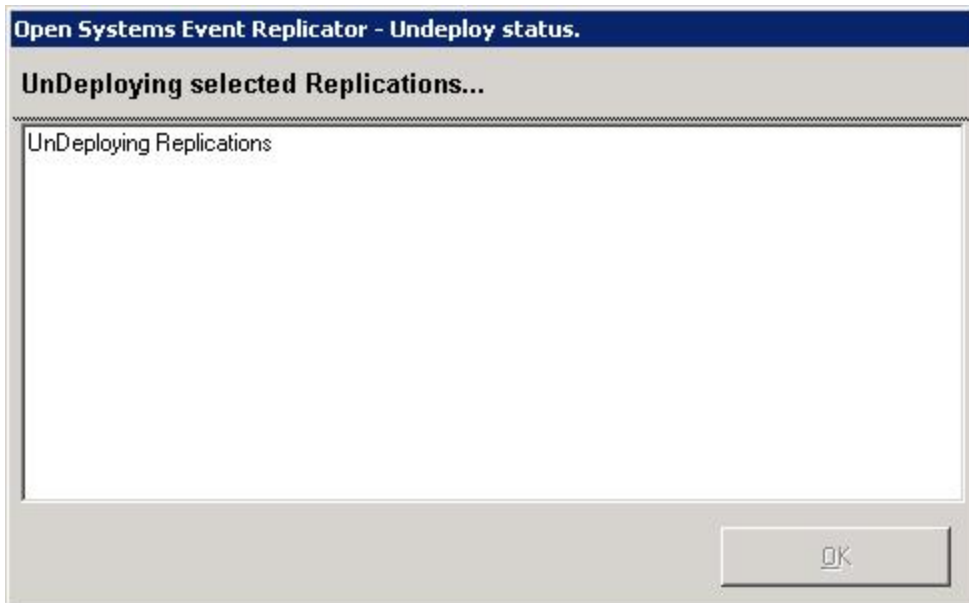 Open Systems Event Replicator - Undeploy status.
UnDeploying selected Replications...
UnDeploying Replications
OK